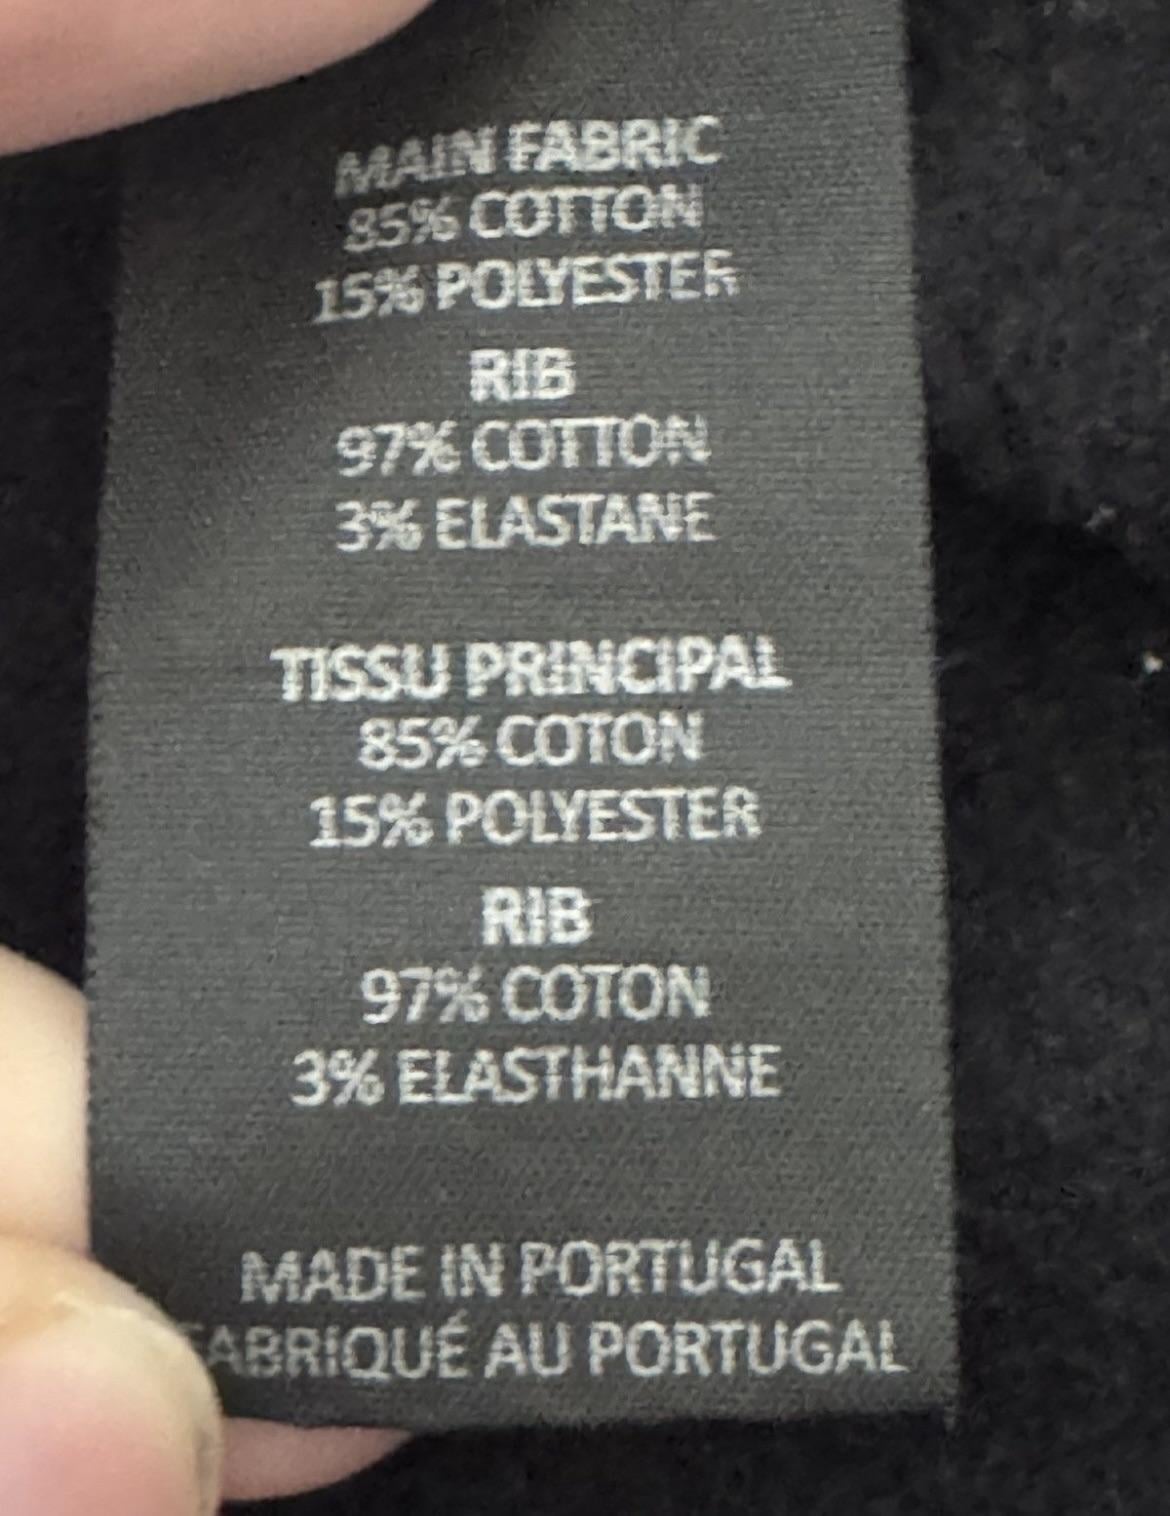 MAIN FABRIC
85% COTTON
15% POLYESTER
RIB
97% COTTON
3% ELASTANE
TISSU PRINCIPAL
85% COTON
15% POLYESTER
RIB
97% COTON
3% ELASTHANNE
MADE IN PORTUGAL
FABRIQUÉ AU PORTUGAL